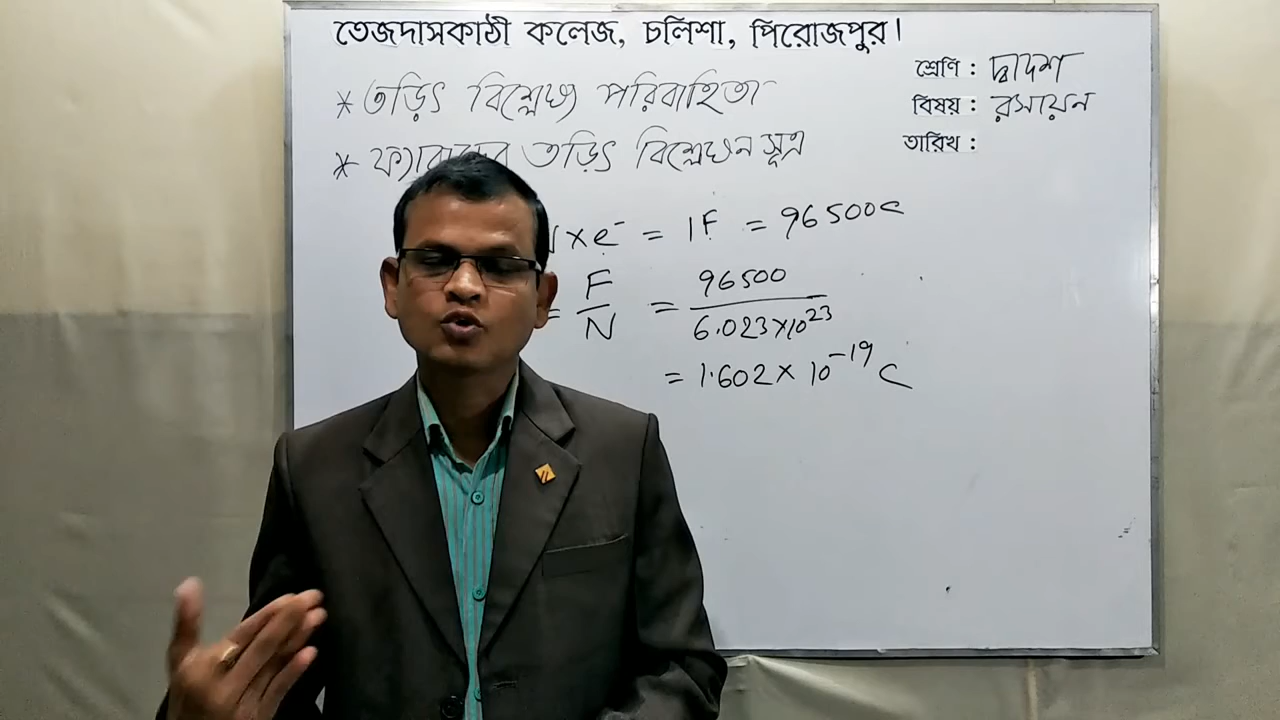 তেজদাসকাঠী কলেজ, চলিশা, পিরোজপুর।
শ্রেণি : দ্বাদশ
বিষয় : রসায়ন
তারিখ :
* তড়িৎ বিশ্লেষ্য পরিবাহিতা
* তড়িৎ বিশ্লেষন সূত্র
× e⁻ = 1F = 96500C
= F/N = 96500/6.023×10²³
= 1.602 × 10⁻¹⁹ C